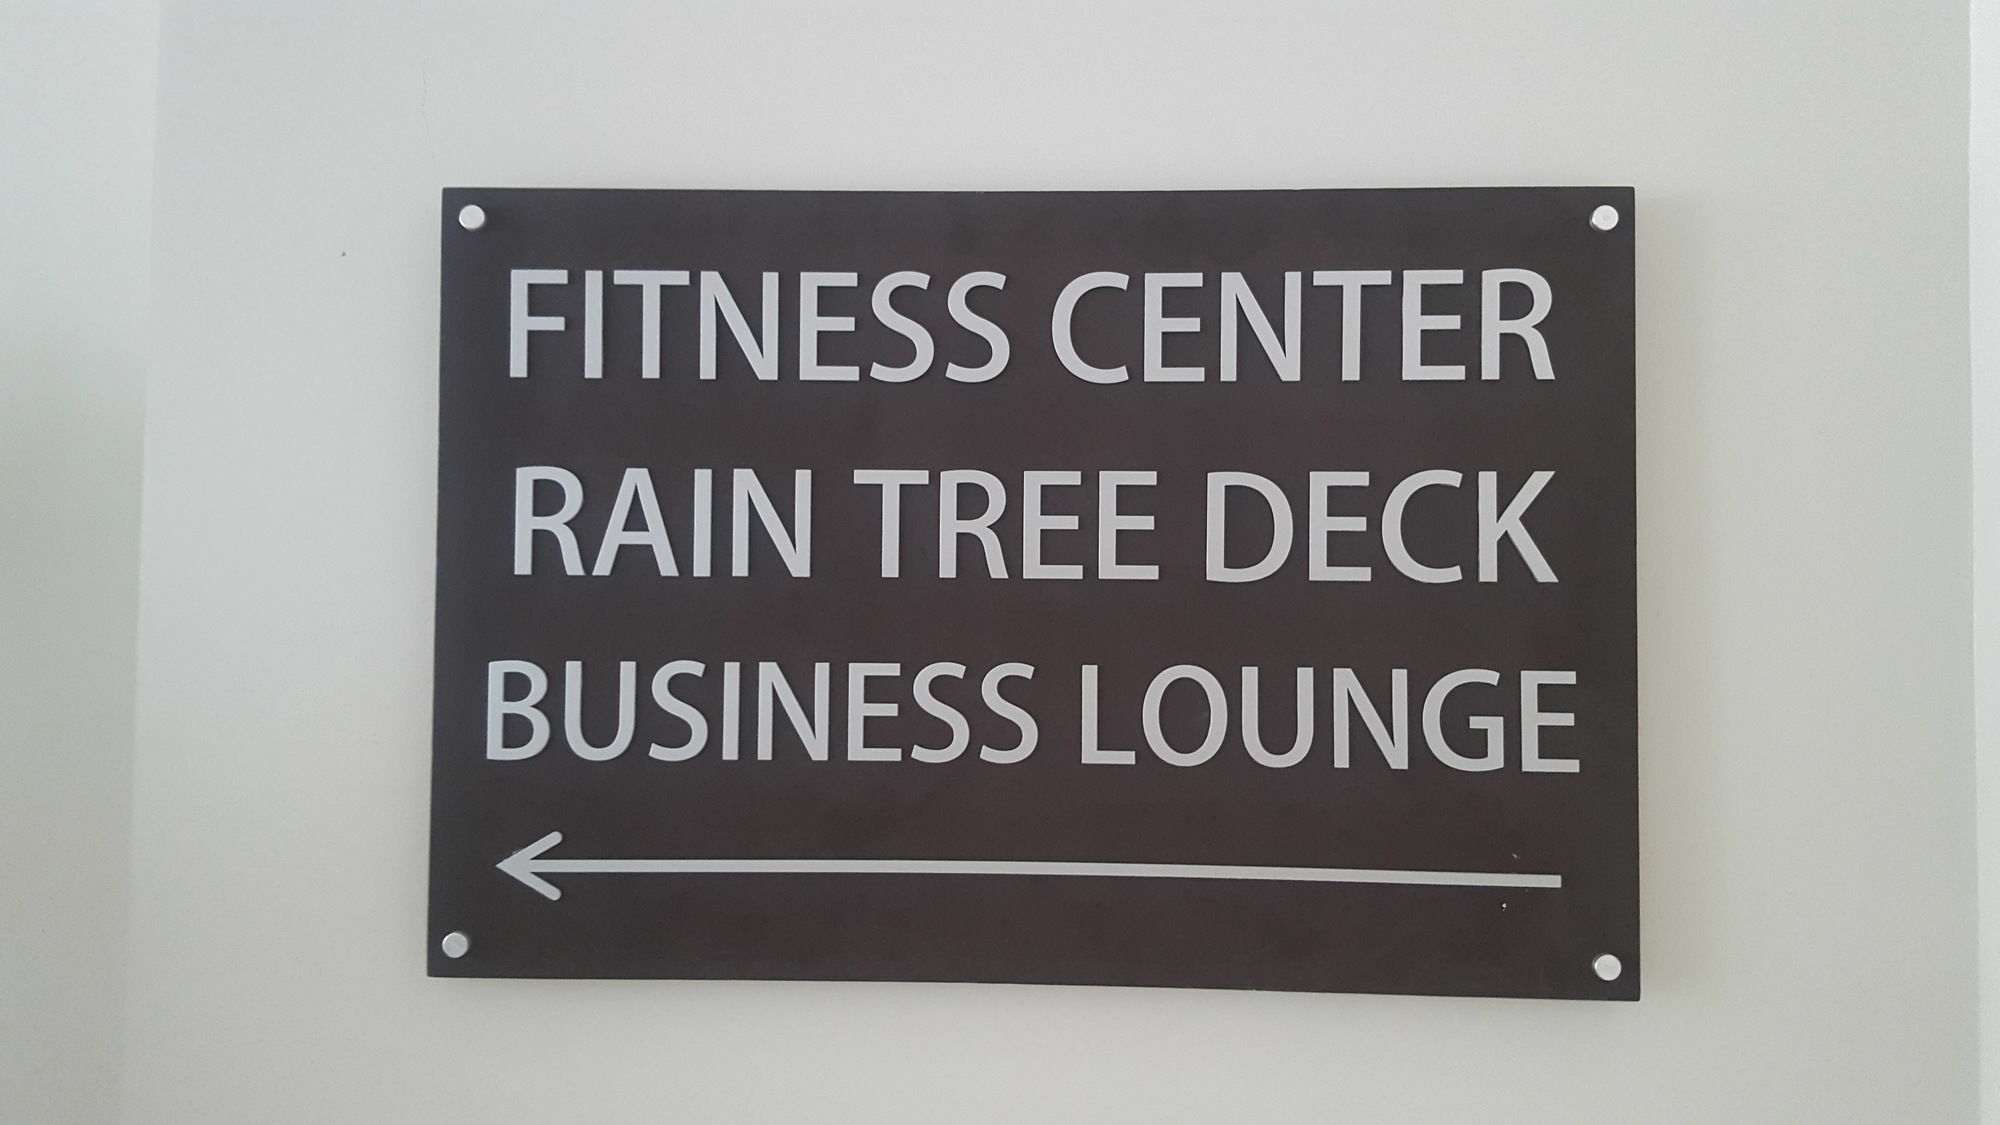 FITNESS CENTER
RAIN TREE DECK
BUSINESS LOUNGE